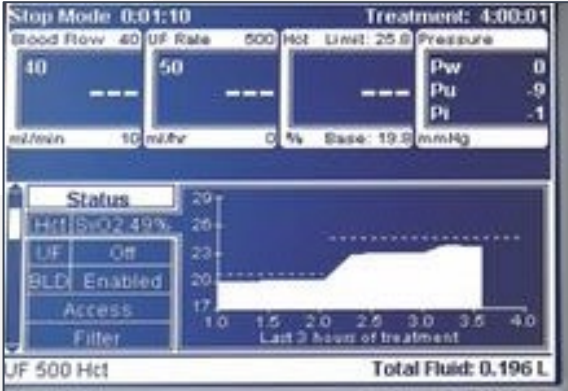 Stop Mode 0:01:10 Treatment: 4:00:01
Blood Flow 40 UF Rate 500 Hct Limit: 25.8 Pressure
40 50 Pw 0
--- --- --- Pu -9
Pi -1
ml/min 10 ml/hr 0 % Base: 19.8 mmHg
Status
Hct SvO2 49%
UF Off
BLD Enabled
Access
Filter
29
26
23
20
17
1.0 1.5 2.0 2.5 3.0 3.5 4.0
Last 3 hours of treatment
UF 500 Hct Total Fluid: 0.196 L